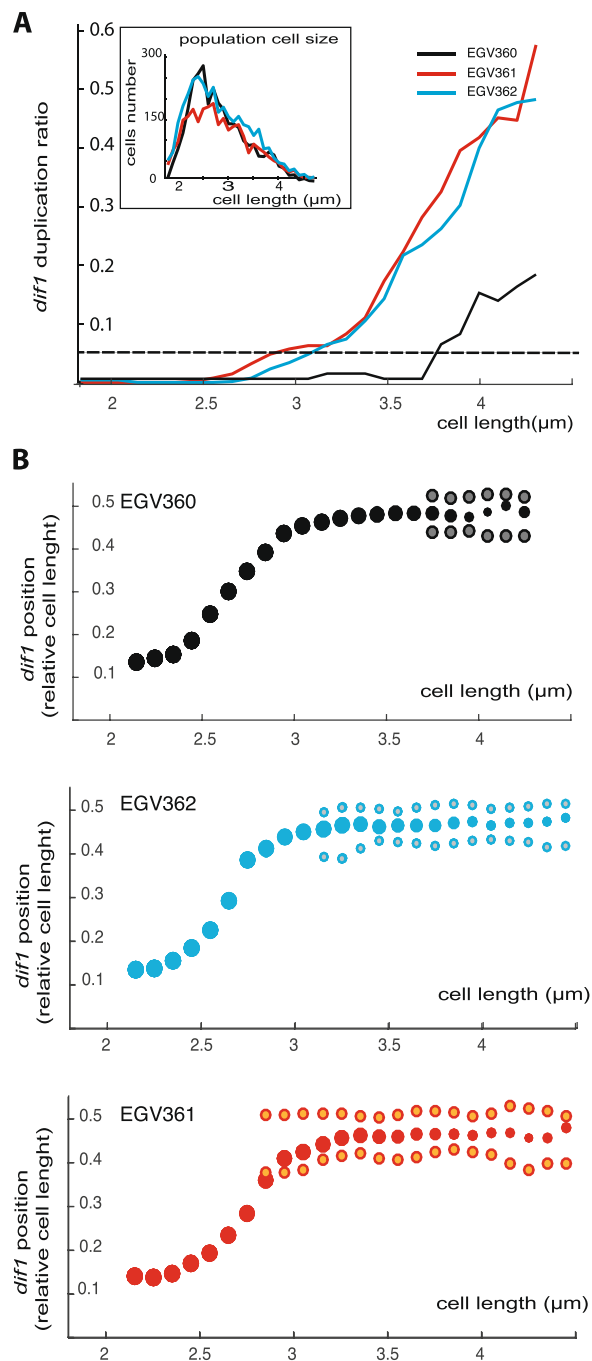 A
dif1 duplication ratio
0.6
0.5
0.4
0.3
0.2
0.1
population cell size
cells number
300
150
0
2 3 4
cell length (µm)
EGV360
EGV361
EGV362
2 2.5 3 3.5 4
cell length(µm)
B
EGV360
dif1 position
(relative cell lenght)
0.5
0.4
0.3
0.2
0.1
cell length (µm)
2 2.5 3 3.5 4
EGV362
dif1 position
(relative cell lenght)
0.5
0.4
0.3
0.2
0.1
cell length (µm)
2 2.5 3 3.5 4
EGV361
dif1 position
(relative cell lenght)
0.5
0.4
0.3
0.2
0.1
cell length (µm)
2 2.5 3 3.5 4